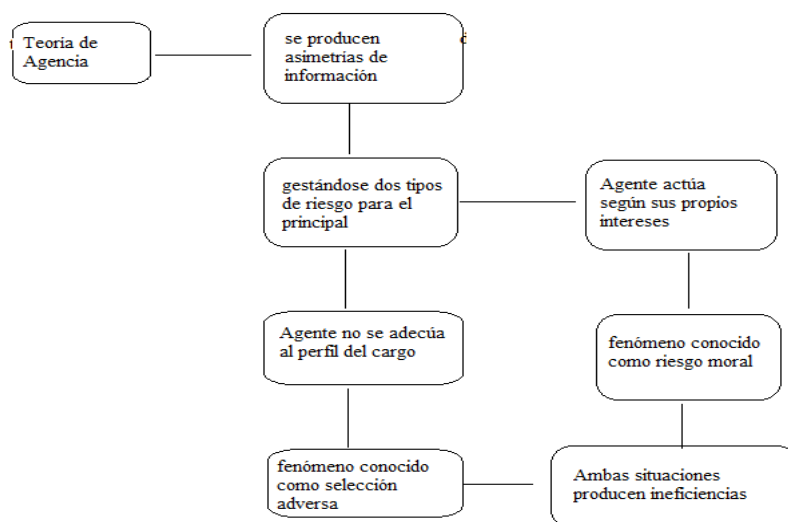 Teoría de
Agencia
se producen
asimetrías de
información
gestándose dos tipos
de riesgo para el
principal
Agente actúa
según sus propios
intereses
Agente no se adecúa
al perfil del cargo
fenómeno conocido
como riesgo moral
fenómeno conocido
como selección
adversa
Ambas situaciones
producen ineficiencias